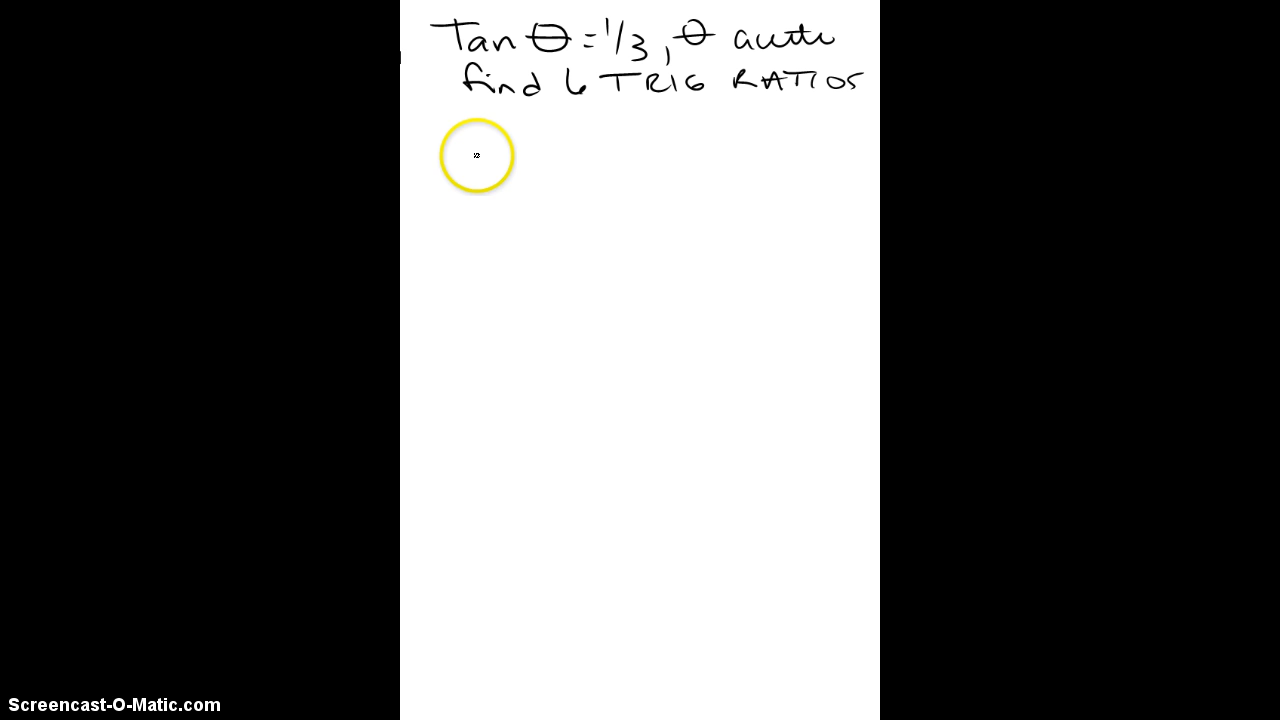 Tan θ = 1/3, θ acute
find 6 TRIG RATIOS
Screencast-O-Matic.com